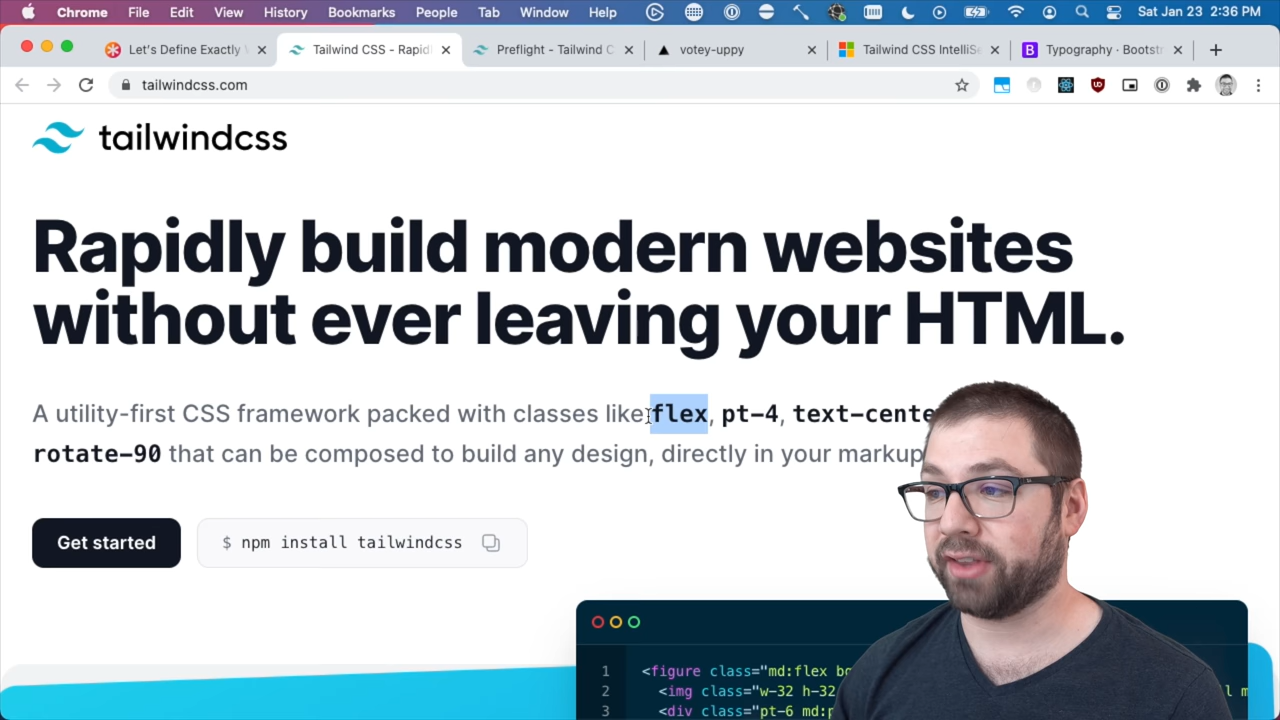 Chrome File Edit View History Bookmarks People Tab Window Help Sat Jan 23 2:36 PM
Let's Define Exactly Tailwind CSS - Rapid Preflight - Tailwind C votey-uppy Tailwind CSS IntelliSe Typography · Bootst
tailwindcss.com
tailwindcss
Rapidly build modern websites
without ever leaving your HTML.
A utility-first CSS framework packed with classes like flex, pt-4, text-cente
rotate-90 that can be composed to build any design, directly in your markup
Get started $ npm install tailwindcss
1 <figure class="md:flex bo
2 <img class="w-32 h-32
3 <div class="pt-6 md:p